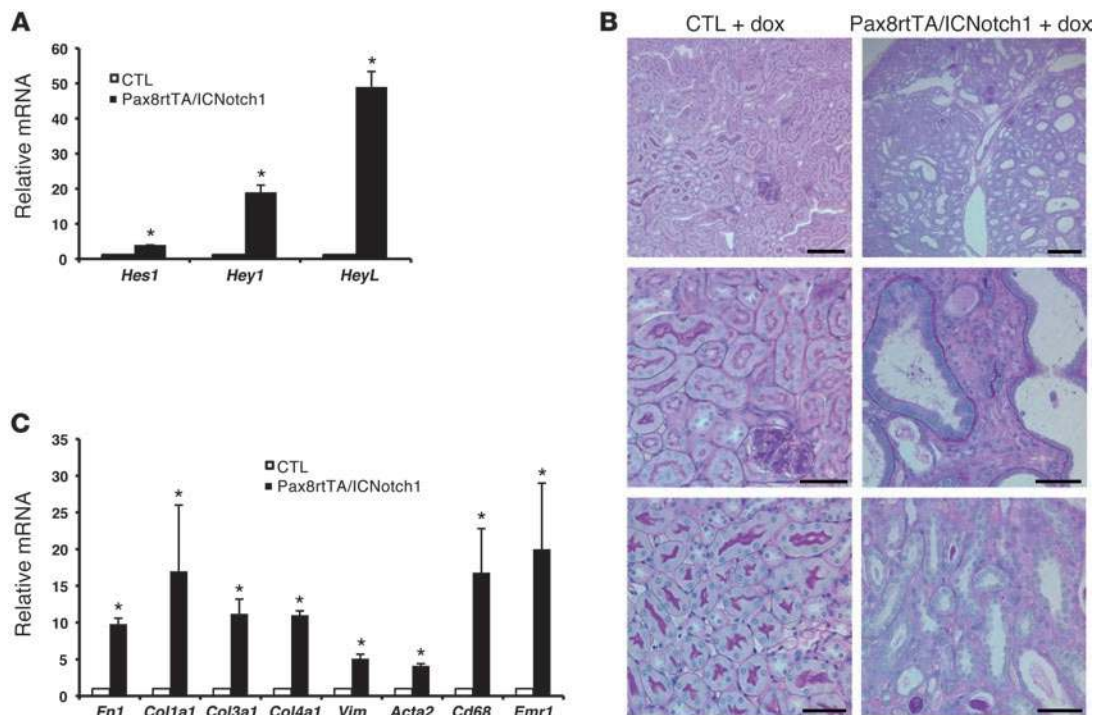 A
Relative mRNA
60
50
40
30
20
10
0
CTL
Pax8rtTA/ICNotch1
*
*
*
Hes1 Hey1 HeyL
B
CTL + dox Pax8rtTA/ICNotch1 + dox
C
Relative mRNA
35
30
25
20
15
10
5
0
CTL
Pax8rtTA/ICNotch1
* * * * * * * *
Fn1 Col1a1 Col3a1 Col4a1 Vim Acta2 Cd68 Emr1